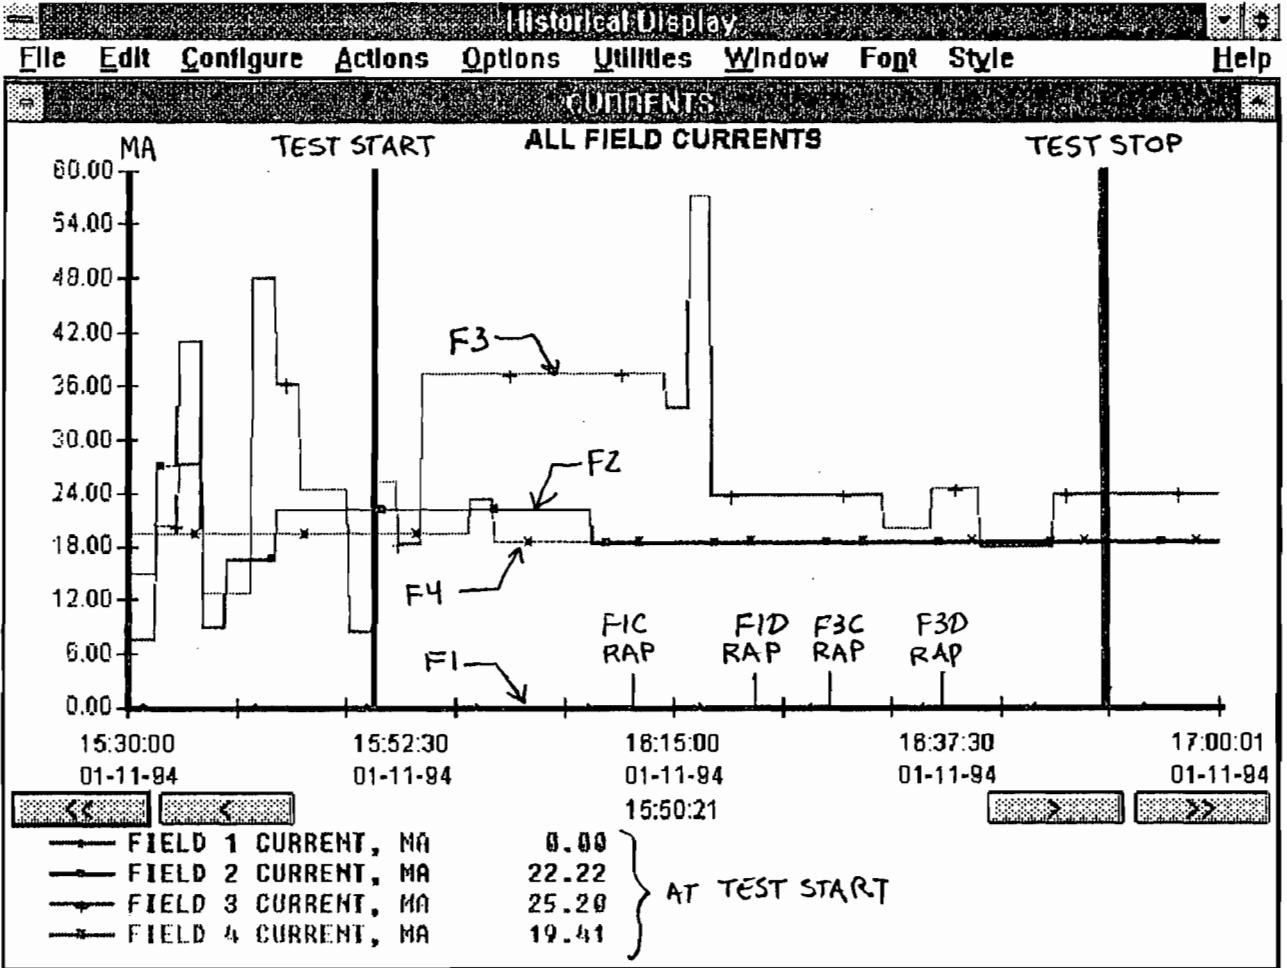 Historical Display
File Edit Configure Actions Options Utilities Window Font Style Help
CURRENTS
ALL FIELD CURRENTS
MA
TEST START
TEST STOP
60.00
54.00
48.00
42.00
36.00
30.00
24.00
18.00
12.00
6.00
0.00
F3
F2
F4
F1
F1C RAP
F1D RAP
F3C RAP
F3D RAP
15:30:00 15:52:30 16:15:00 16:37:30 17:00:01
01-11-94 01-11-94 01-11-94 01-11-94 01-11-94
<< < 15:50:21 > >>
FIELD 1 CURRENT, MA 0.00
FIELD 2 CURRENT, MA 22.22
FIELD 3 CURRENT, MA 25.20
FIELD 4 CURRENT, MA 19.41
AT TEST START